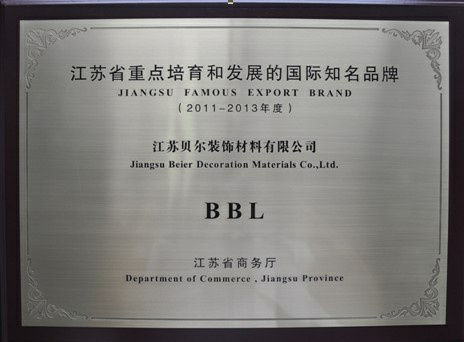 江苏省重点培育和发展的国际知名品牌
JIANGSU FAMOUS EXPORT BRAND
(2011-2013年度)
江苏贝尔装饰材料有限公司
Jiangsu Beier Decoration Materials Co.,Ltd.
BBL
江苏省商务厅
Department of Commerce , Jiangsu Province